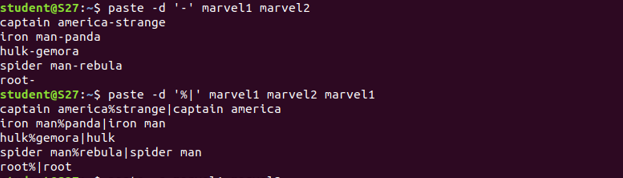 student@S27:~$ paste -d '-' marvel1 marvel2
captain america-strange
iron man-panda
hulk-gemora
spider man-rebula
root-
student@S27:~$ paste -d '%|' marvel1 marvel2 marvel1
captain america%strange|captain america
iron man%panda|iron man
hulk%gemora|hulk
spider man%rebula|spider man
root%|root